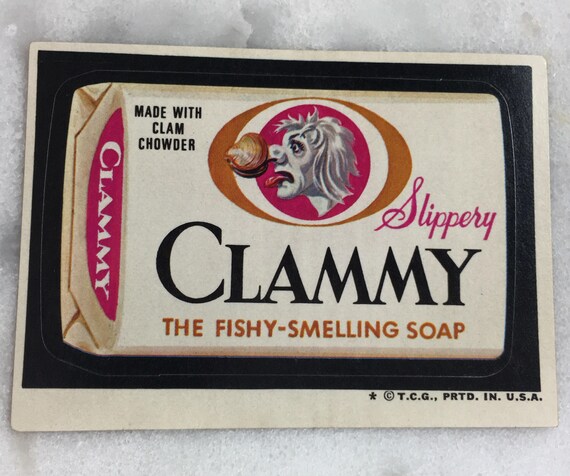 MADE WITH
CLAM
CHOWDER
CLAMMY
Slippery
CLAMMY
THE FISHY-SMELLING SOAP
* © T.C.G., PRTD. IN. U.S.A.